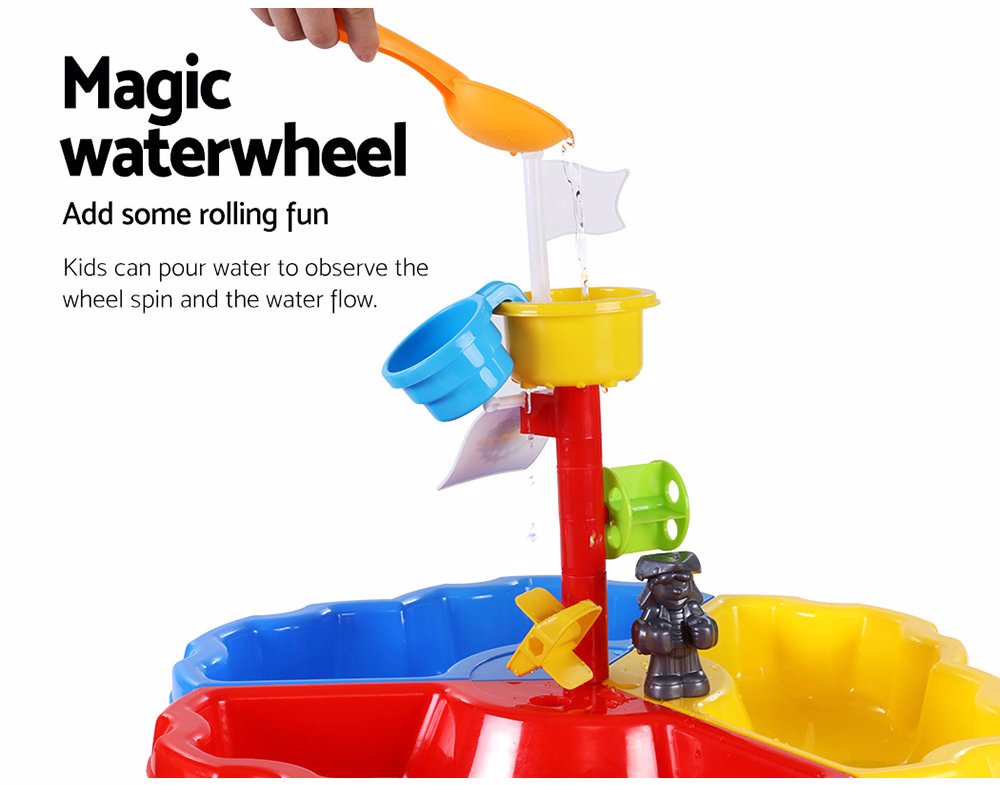 Magic
waterwheel
Add some rolling fun
Kids can pour water to observe the
wheel spin and the water flow.